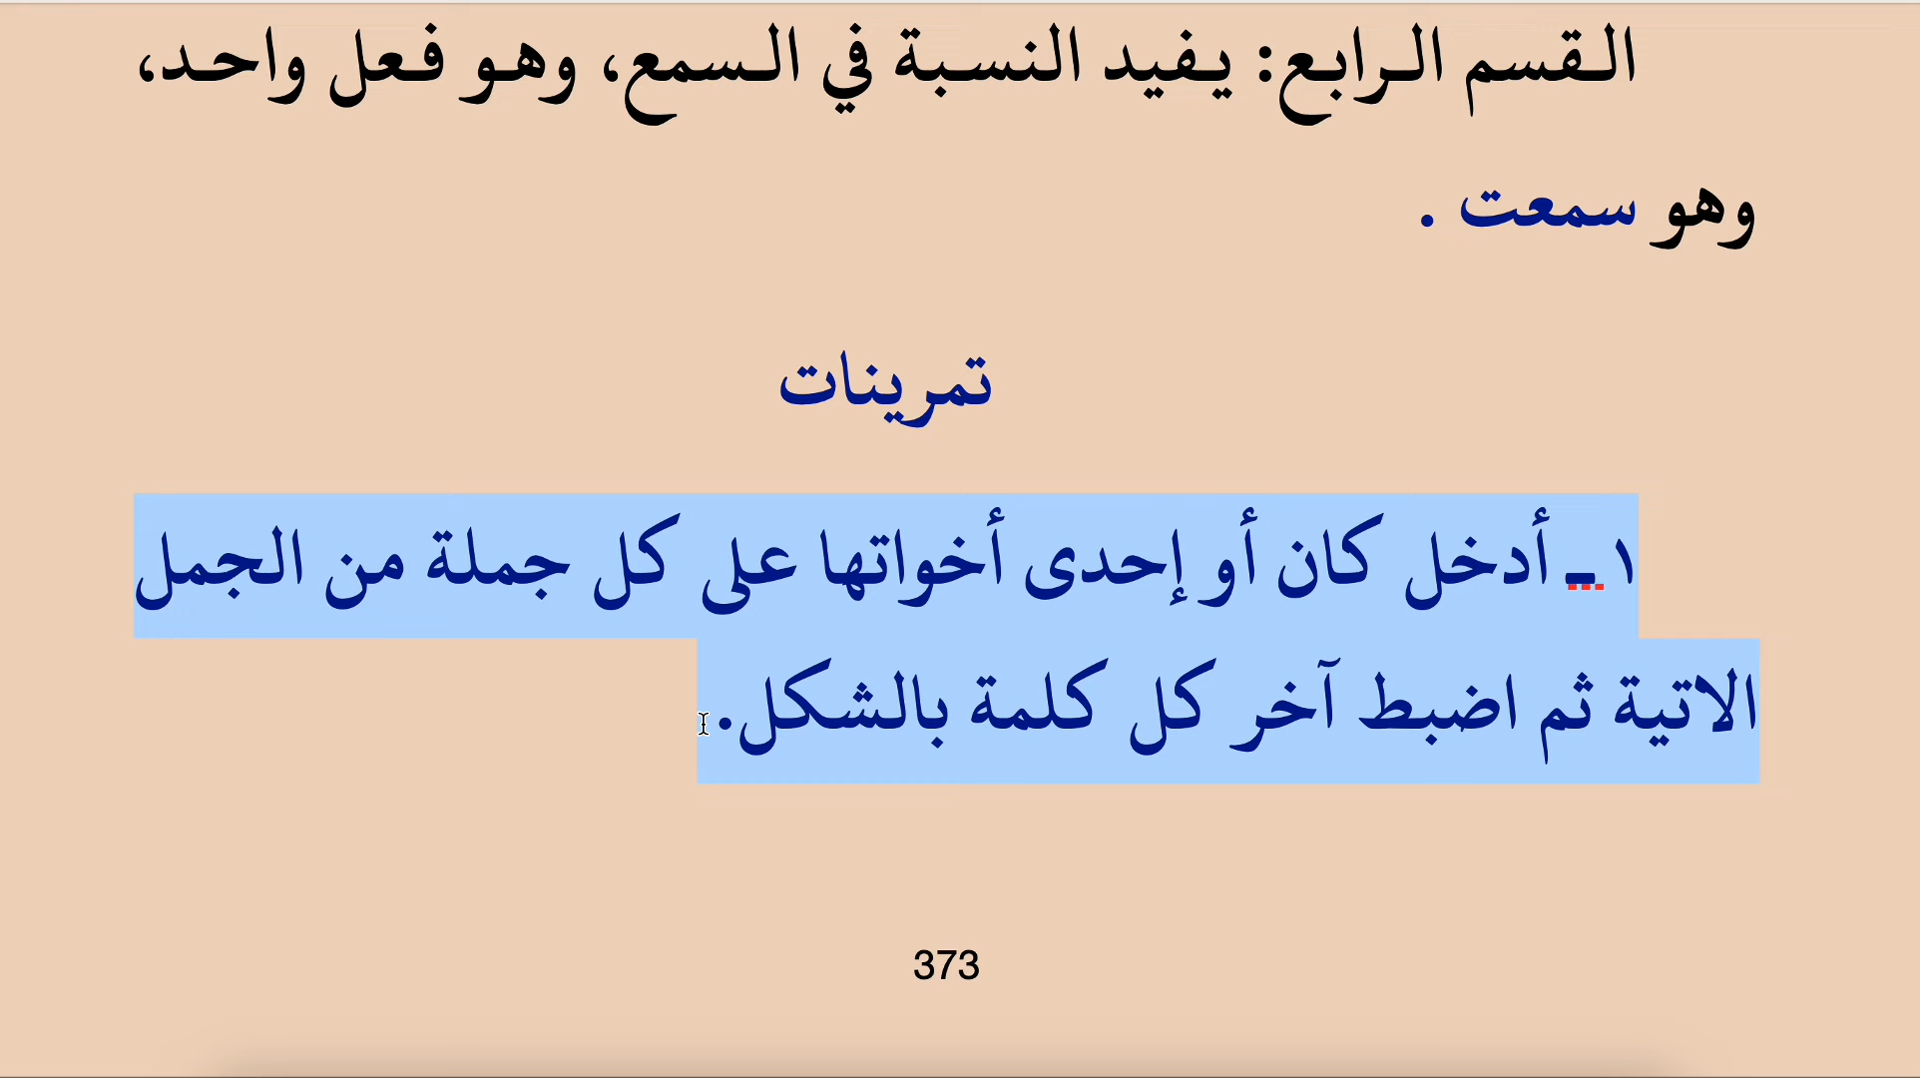 القسم الرابع: يفيد النسبة في السمع، وهو فعل واحد،
وهو سمعت .
تمرينات
١ـ أدخل كان أو إحدى أخواتها على كل جملة من الجمل
الاتية ثم اضبط آخر كل كلمة بالشكل.
373